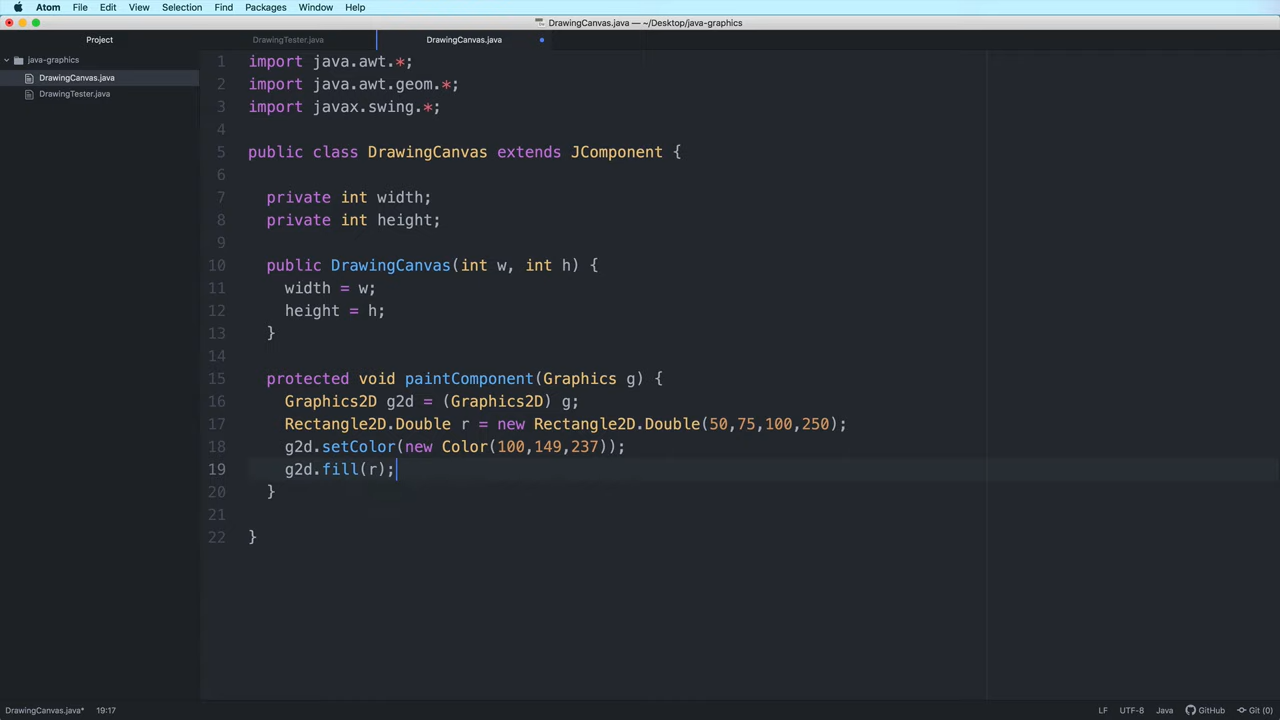 Atom File Edit View Selection Find Packages Window Help
DrawingCanvas.java — ~/Desktop/java-graphics
Project DrawingTester.java DrawingCanvas.java
java-graphics
DrawingCanvas.java
DrawingTester.java
1 import java.awt.*;
2 import java.awt.geom.*;
3 import javax.swing.*;
4
5 public class DrawingCanvas extends JComponent {
6
7 private int width;
8 private int height;
9
10 public DrawingCanvas(int w, int h) {
11 width = w;
12 height = h;
13 }
14
15 protected void paintComponent(Graphics g) {
16 Graphics2D g2d = (Graphics2D) g;
17 Rectangle2D.Double r = new Rectangle2D.Double(50,75,100,250);
18 g2d.setColor(new Color(100,149,237));
19 g2d.fill(r);
20 }
21
22 }
DrawingCanvas.java* 19:17 LF UTF-8 Java GitHub Git (0)